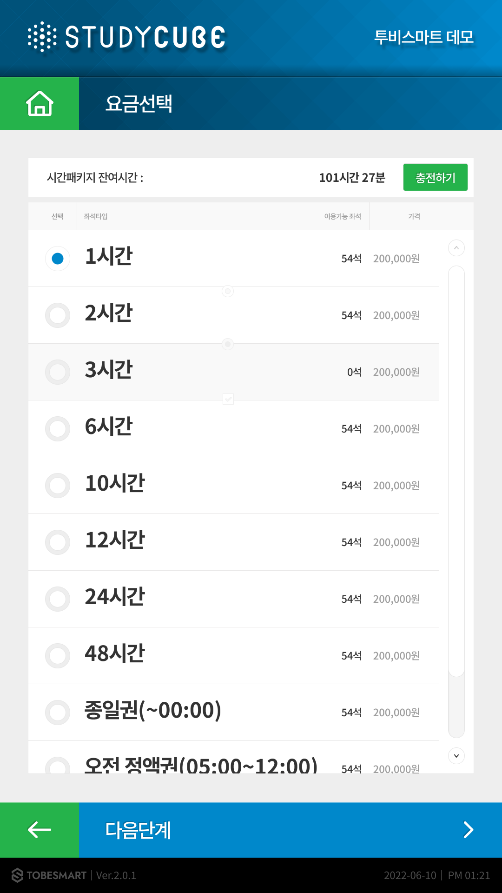 STUDYCUBE
투비스마트 데모
요금선택
시간패키지 잔여시간 : 101시간 27분 충전하기
선택 좌석타입 이용가능 좌석 가격
1시간 54석 200,000원
2시간 54석 200,000원
3시간 0석 200,000원
6시간 54석 200,000원
10시간 54석 200,000원
12시간 54석 200,000원
24시간 54석 200,000원
48시간 54석 200,000원
종일권(~00:00) 54석 200,000원
오전 정액권(05:00~12:00) 54석 200,000원
다음단계
TOBESMART | Ver.2.0.1 2022-06-10 | PM 01:21